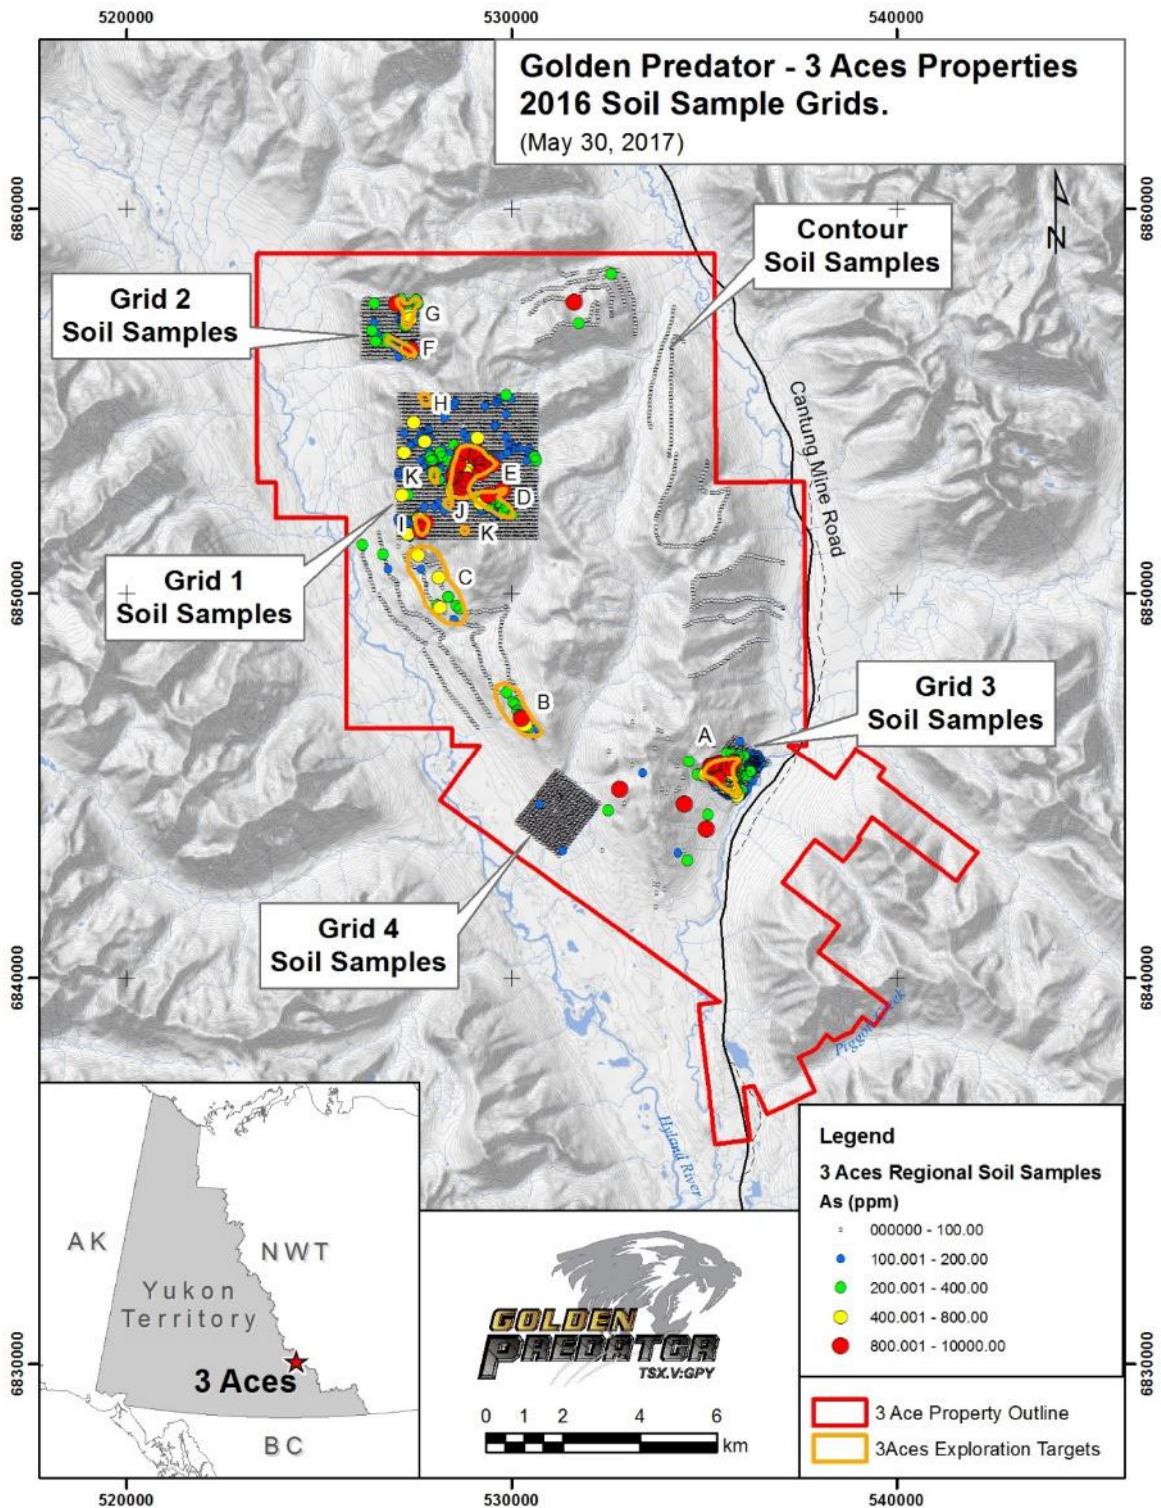 520000
530000
540000
Golden Predator - 3 Aces Properties
2016 Soil Sample Grids.
(May 30, 2017)
6860000
6860000
N
Contour
Soil Samples
Grid 2
Soil Samples
G
F
H
Cantung Mine Road
K
E
D
J
I
K
Grid 1
Soil Samples
C
6850000
6850000
B
A
Grid 3
Soil Samples
Grid 4
Soil Samples
6840000
6840000
Hyland River
AK
NWT
Yukon
Territory
3 Aces
BC
GOLDEN
PREDATOR
TSX.V:GPY
0 1 2 4 6
km
Legend
3 Aces Regional Soil Samples
As (ppm)
000000 - 100.00
100.001 - 200.00
200.001 - 400.00
400.001 - 800.00
800.001 - 10000.00
3 Ace Property Outline
3Aces Exploration Targets
6830000
6830000
520000
530000
540000